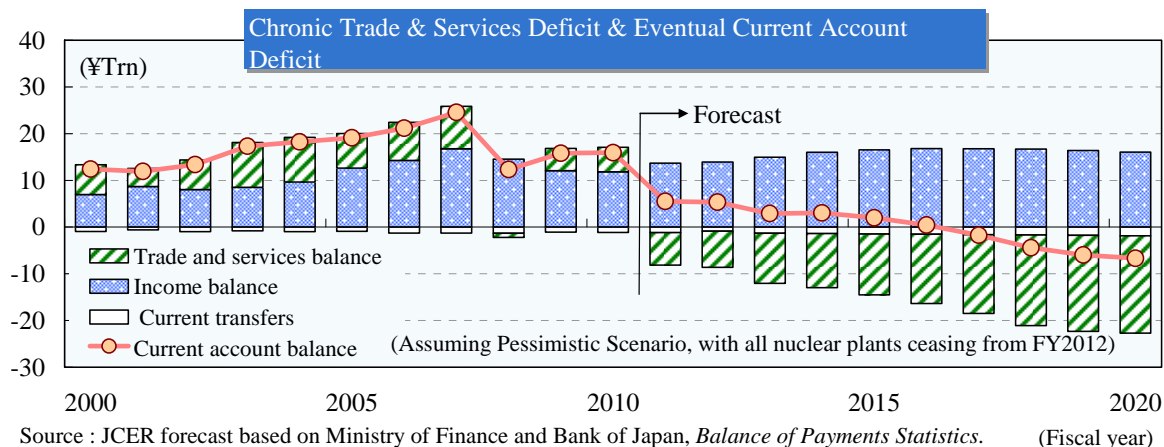 Chronic Trade & Services Deficit & Eventual Current Account
Deficit
40
30
20
10
0
-10
-20
-30
(¥Trn)
Forecast
Trade and services balance
Income balance
Current transfers
Current account balance
(Assuming Pessimistic Scenario, with all nuclear plants ceasing from FY2012)
2000 2005 2010 2015 2020
Source : JCER forecast based on Ministry of Finance and Bank of Japan, Balance of Payments Statistics. (Fiscal year)